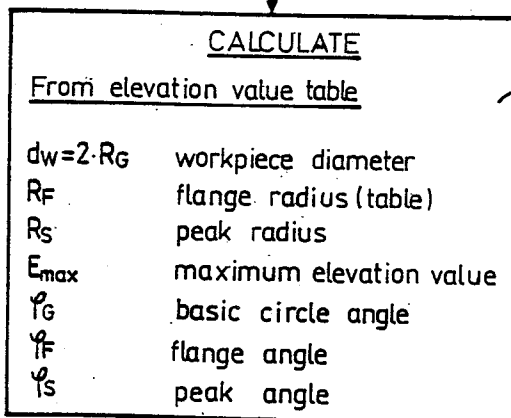 CALCULATE
From elevation value table
dw=2·RG workpiece diameter
RF flange radius (table)
RS peak radius
Emax maximum elevation value
φG basic circle angle
φF flange angle
φS peak angle